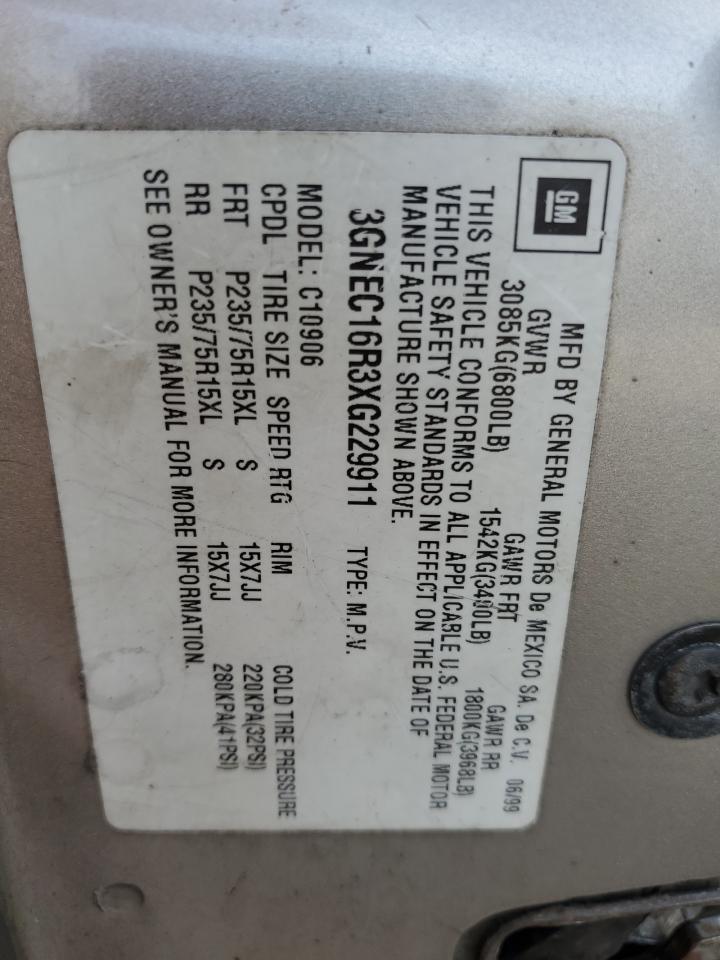 GM
MFD BY GENERAL MOTORS De MEXICO SA. De C.V. 06/99
GVWR GAWR FRT GAWR RR
3085KG(6800LB) 1542KG(3400LB) 1800KG(3968LB)
THIS VEHICLE CONFORMS TO ALL APPLICABLE U.S. FEDERAL MOTOR
VEHICLE SAFETY STANDARDS IN EFFECT ON THE DATE OF
MANUFACTURE SHOWN ABOVE.
3GNEC16R3XG229911 TYPE: M.P.V.
MODEL: C10906
CPDL TIRE SIZE SPEED RTG RIM COLD TIRE PRESSURE
FRT P235/75R15XL S 15X7JJ 220KPA(32PSI)
RR P235/75R15XL S 15X7JJ 280KPA(41PSI)
SEE OWNER'S MANUAL FOR MORE INFORMATION.